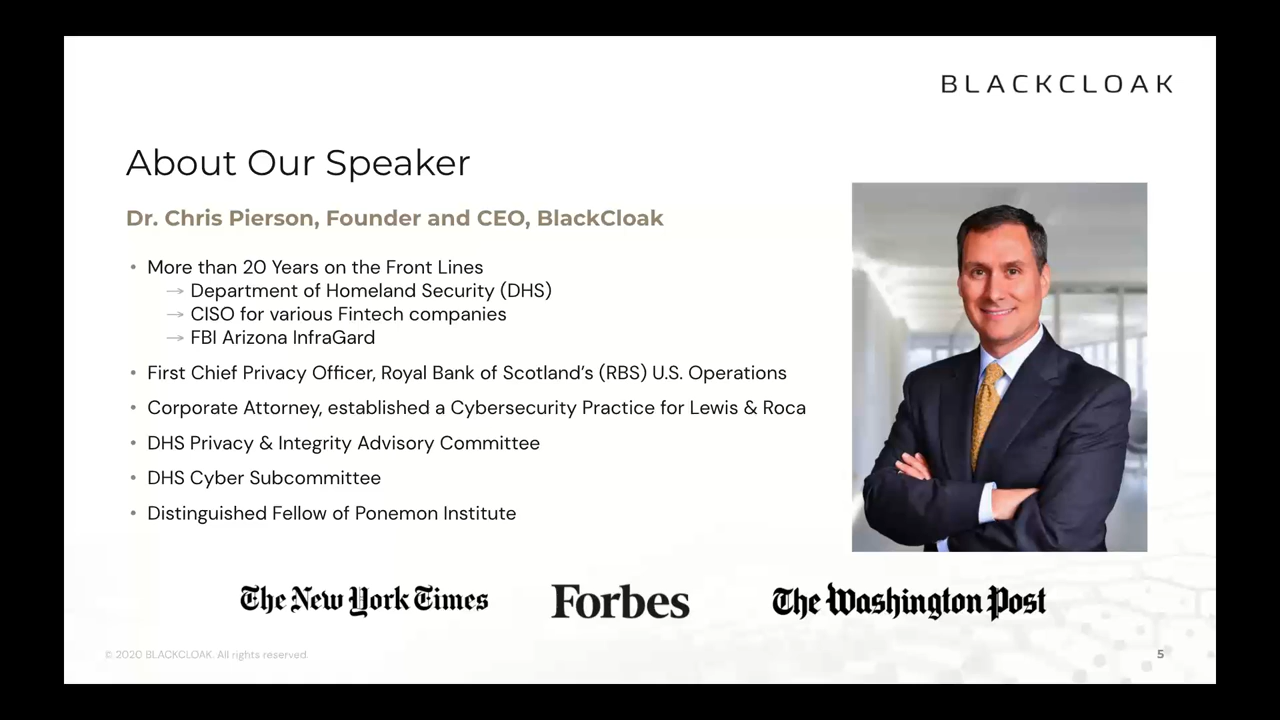 BLACKCLOAK
About Our Speaker
Dr. Chris Pierson, Founder and CEO, BlackCloak
• More than 20 Years on the Front Lines
→ Department of Homeland Security (DHS)
→ CISO for various Fintech companies
→ FBI Arizona InfraGard
• First Chief Privacy Officer, Royal Bank of Scotland's (RBS) U.S. Operations
• Corporate Attorney, established a Cybersecurity Practice for Lewis & Roca
• DHS Privacy & Integrity Advisory Committee
• DHS Cyber Subcommittee
• Distinguished Fellow of Ponemon Institute
The New York Times Forbes The Washington Post
© 2020 BLACKCLOAK. All rights reserved. 5